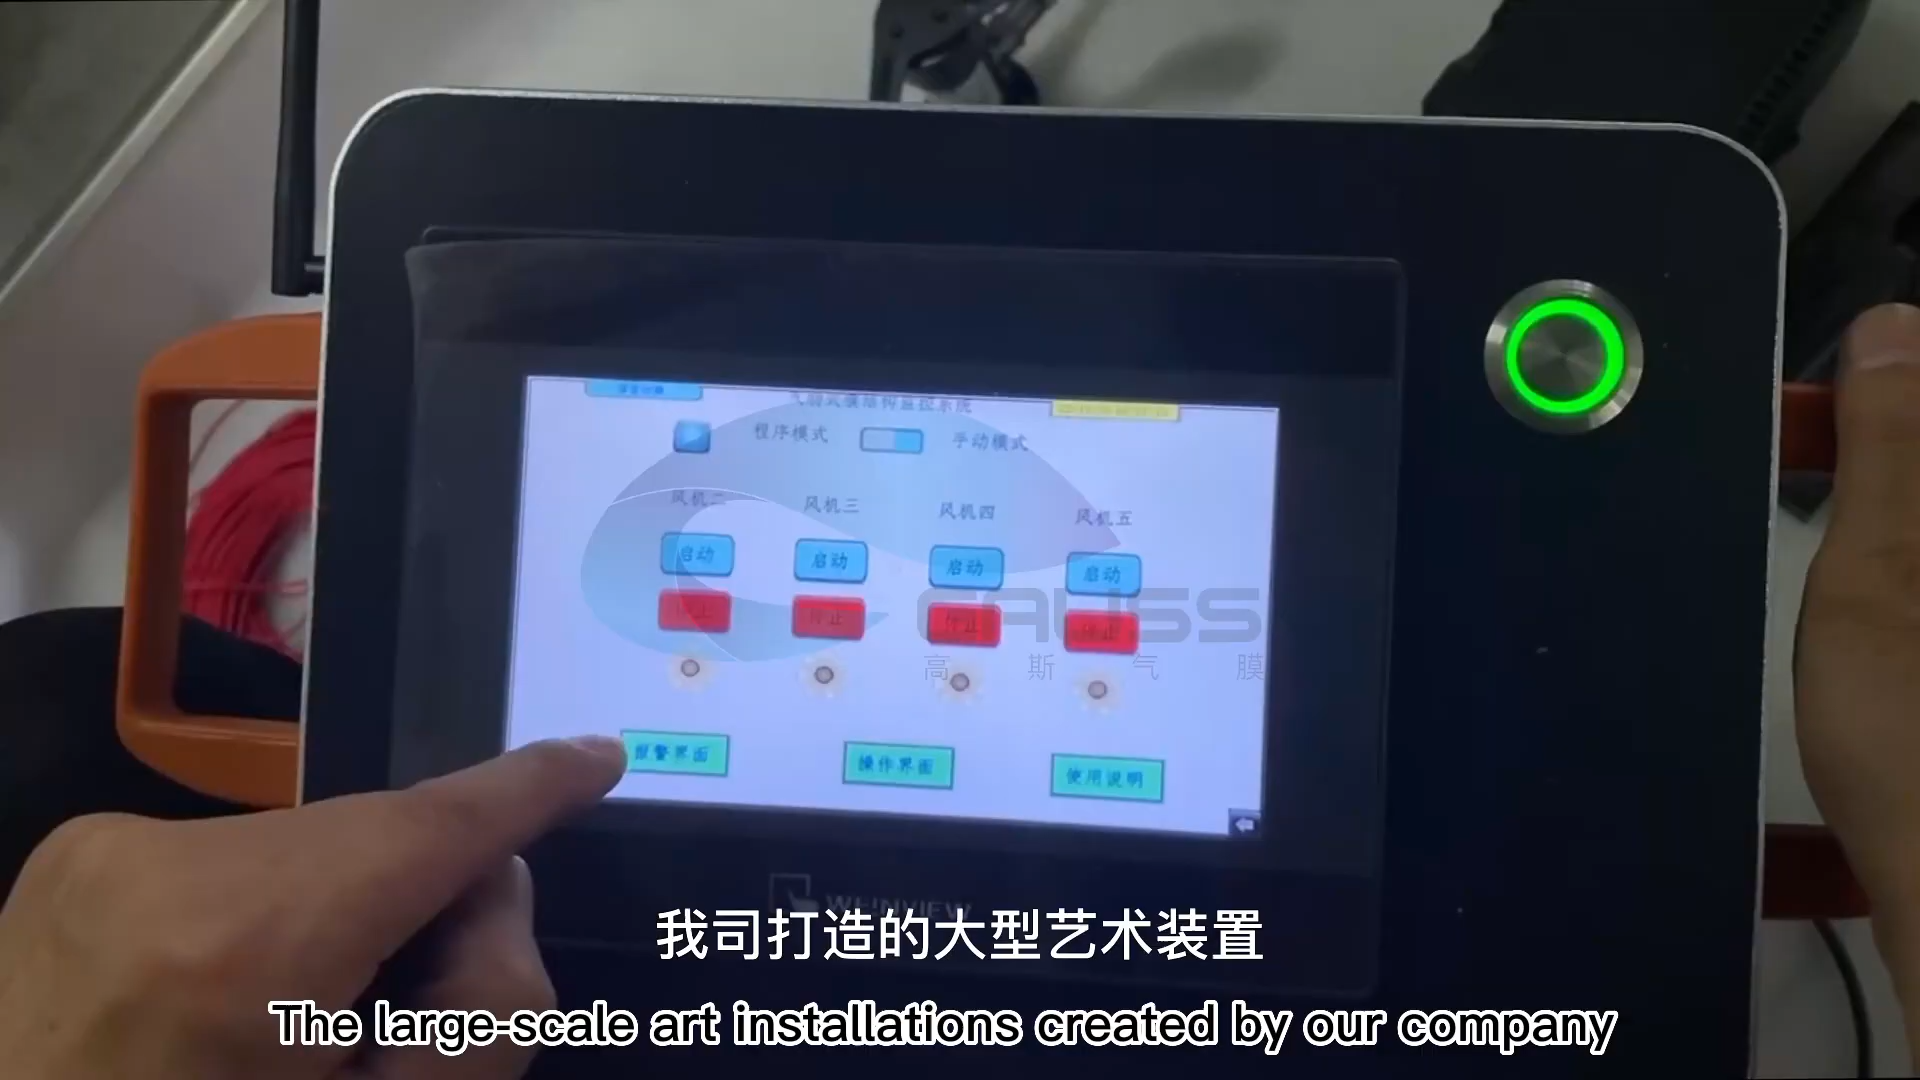 程序模式 手动模式
风机二 风机三 风机四 风机五
启动 启动 启动 启动
停止 停止 停止 停止
GAUSS
高斯气膜
报警界面 操作界面 使用说明
WEINVIEW
我司打造的大型艺术装置
The large-scale art installations created by our company